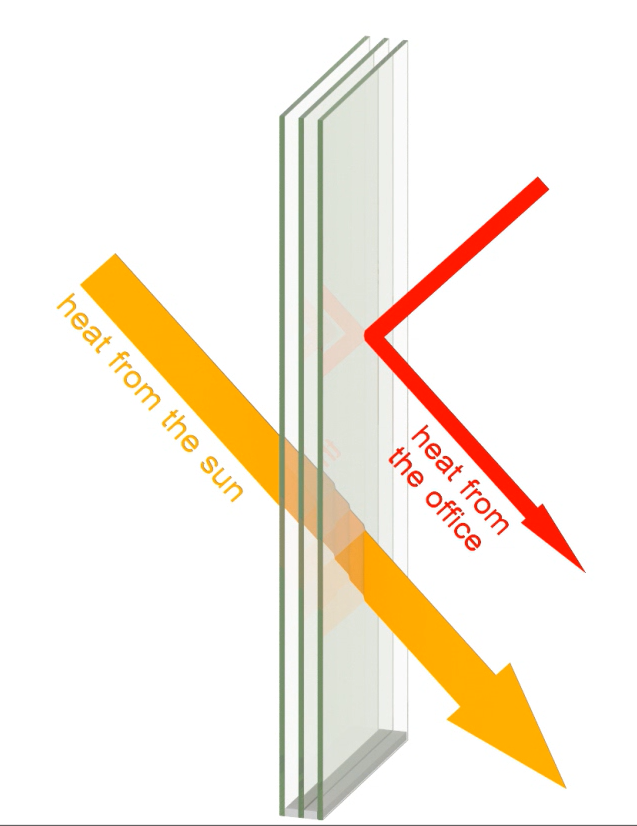 heat from the sun
heat from
the office